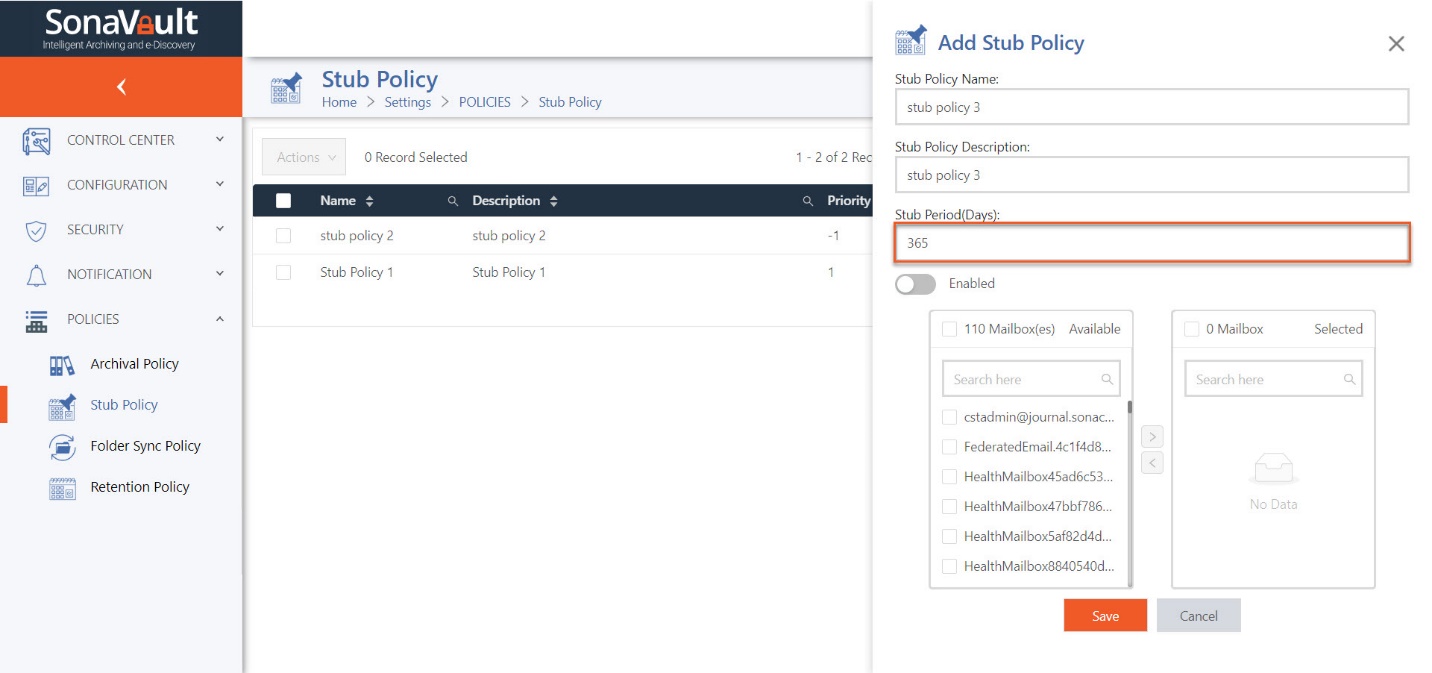 SonaVault
Intelligent Archiving and e-Discovery
CONTROL CENTER
CONFIGURATION
SECURITY
NOTIFICATION
POLICIES
Archival Policy
Stub Policy
Folder Sync Policy
Retention Policy
Stub Policy
Home > Settings > POLICIES > Stub Policy
Actions 0 Record Selected 1 - 2 of 2 Rec
Name Description Priority
stub policy 2 stub policy 2 -1
Stub Policy 1 Stub Policy 1 1
Add Stub Policy
Stub Policy Name:
stub policy 3
Stub Policy Description:
stub policy 3
Stub Period(Days):
365
Enabled
110 Mailbox(es) Available
Search here
cstadmin@journal.sonac...
FederatedEmail.4c1f4d8...
HealthMailbox45ad6c53...
HealthMailbox47bbf786...
HealthMailbox5af82d4d...
HealthMailbox8840540d...
0 Mailbox Selected
Search here
No Data
Save Cancel